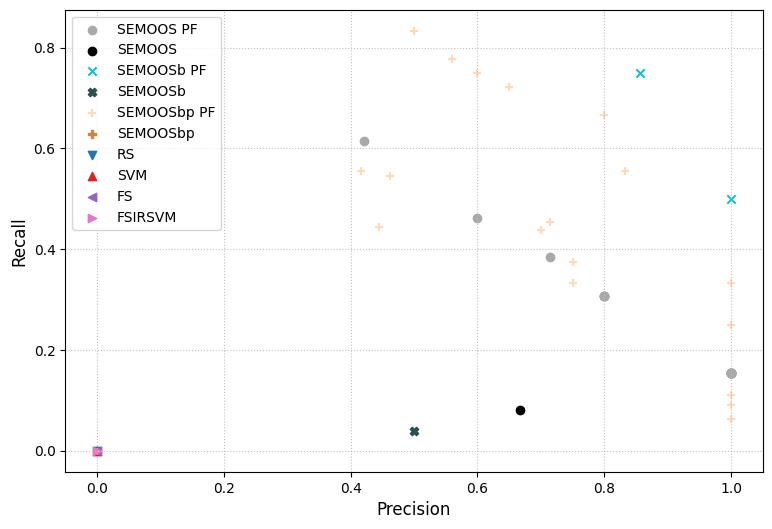 SEMOOS PF
SEMOOS
SEMOOSb PF
SEMOOSb
SEMOOSbp PF
SEMOOSbp
RS
SVM
FS
FSIRSVM
0.8
0.6
0.4
0.2
0.0
Recall
0.0 0.2 0.4 0.6 0.8 1.0
Precision